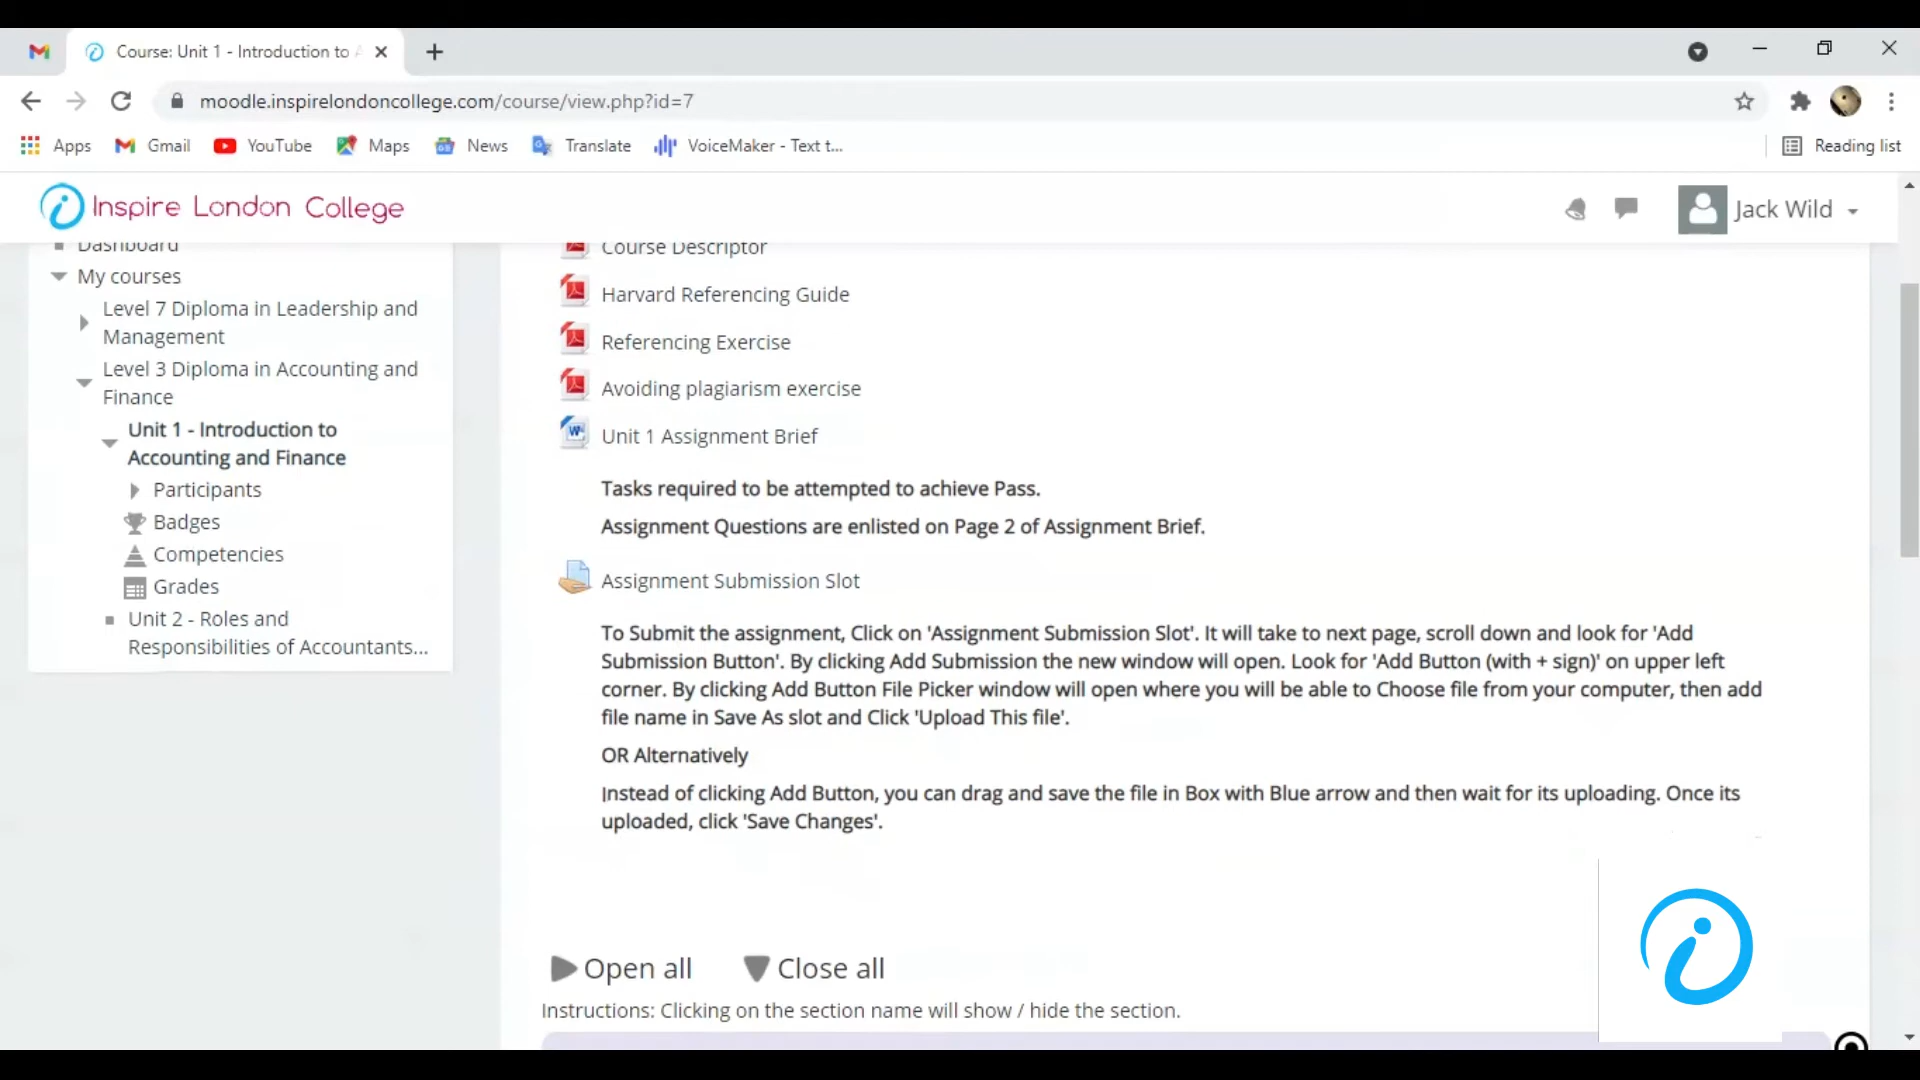 Course: Unit 1 - Introduction to
moodle.inspirelondoncollege.com/course/view.php?id=7
Apps Gmail YouTube Maps News Translate VoiceMaker - Text t... Reading list
Inspire London College
Jack Wild
Dashboard
My courses
Level 7 Diploma in Leadership and
Management
Level 3 Diploma in Accounting and
Finance
Unit 1 - Introduction to
Accounting and Finance
Participants
Badges
Competencies
Grades
Unit 2 - Roles and
Responsibilities of Accountants...
Course Descriptor
Harvard Referencing Guide
Referencing Exercise
Avoiding plagiarism exercise
Unit 1 Assignment Brief
Tasks required to be attempted to achieve Pass.
Assignment Questions are enlisted on Page 2 of Assignment Brief.
Assignment Submission Slot
To Submit the assignment, Click on 'Assignment Submission Slot'. It will take to next page, scroll down and look for 'Add
Submission Button'. By clicking Add Submission the new window will open. Look for 'Add Button (with + sign)' on upper left
corner. By clicking Add Button File Picker window will open where you will be able to Choose file from your computer, then add
file name in Save As slot and Click 'Upload This file'.
OR Alternatively
Instead of clicking Add Button, you can drag and save the file in Box with Blue arrow and then wait for its uploading. Once its
uploaded, click 'Save Changes'.
Open all Close all
Instructions: Clicking on the section name will show / hide the section.